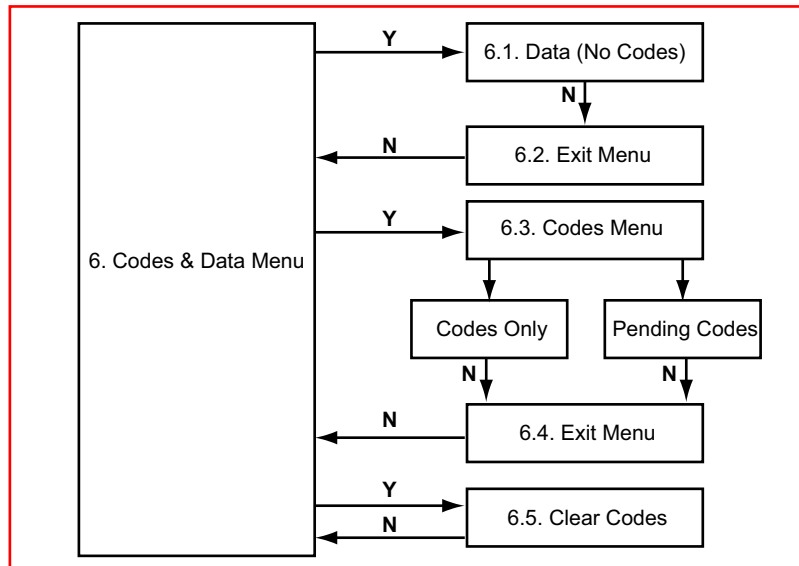 Y
6.1. Data (No Codes)
N
N
6.2. Exit Menu
Y
6.3. Codes Menu
6. Codes & Data Menu
Codes Only
Pending Codes
N
N
N
6.4. Exit Menu
Y
N
6.5. Clear Codes